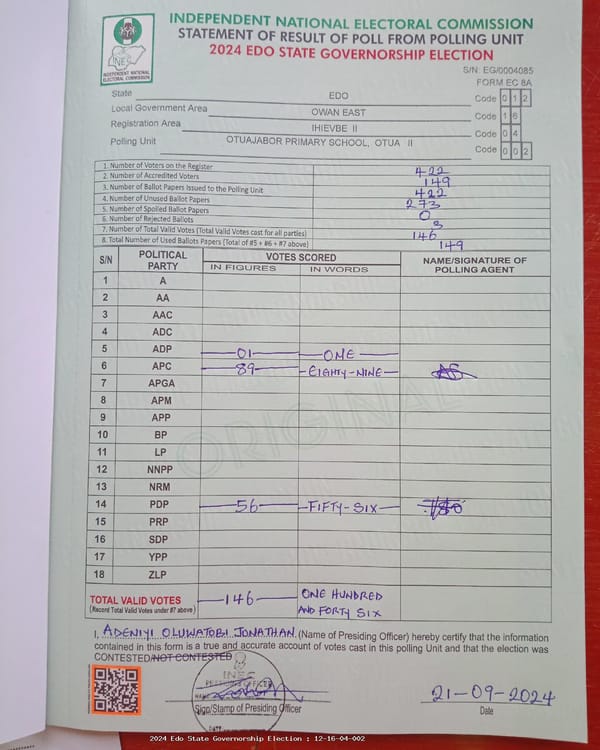 INDEPENDENT NATIONAL ELECTORAL COMMISSION
STATEMENT OF RESULT OF POLL FROM POLLING UNIT
2024 EDO STATE GOVERNORSHIP ELECTION
INEC
INDEPENDENT NATIONAL
ELECTORAL COMMISSION
S/N: EG/0004085
FORM EC 8A
State EDO Code 0 1 2
Local Government Area OWAN EAST Code 1 6
Registration Area IHIEVBE II Code 0 4
Polling Unit OTUAJABOR PRIMARY SCHOOL, OTUA II Code 0 0 2
1. Number of Voters on the Register 422
2. Number of Accredited Voters 149
3. Number of Ballot Papers Issued to the Polling Unit 422
4. Number of Unused Ballot Papers 273
5. Number of Spoiled Ballot Papers 0
6. Number of Rejected Ballots 3
7. Number of Total Valid Votes (Total Valid Votes cast for all parties) 146
8. Total Number of Used Ballots Papers (Total of #5 + #6 + #7 above) 149
S/N POLITICAL PARTY VOTES SCORED NAME/SIGNATURE OF POLLING AGENT
IN FIGURES IN WORDS
1 A
2 AA
3 AAC
4 ADC
5 ADP 01 ONE
6 APC 89 EIGHTY-NINE
7 APGA
8 APM
9 APP
10 BP
11 LP
12 NNPP
13 NRM
14 PDP 56 FIFTY-SIX
15 PRP
16 SDP
17 YPP
18 ZLP
ORIGINAL
TOTAL VALID VOTES 146 ONE HUNDRED
(Record Total Valid Votes under #7 above) AND FORTY SIX
I, ADENIYI OLUWATOBI JONATHAN (Name of Presiding Officer) hereby certify that the information
contained in this form is a true and accurate account of votes cast in this polling Unit and that the election was
CONTESTED/NOT CONTESTED
INEC
PRESIDING OFFICER
21-09-2024
Sign/Stamp of Presiding Officer Date
2024 Edo State Governorship Election : 12-16-04-002